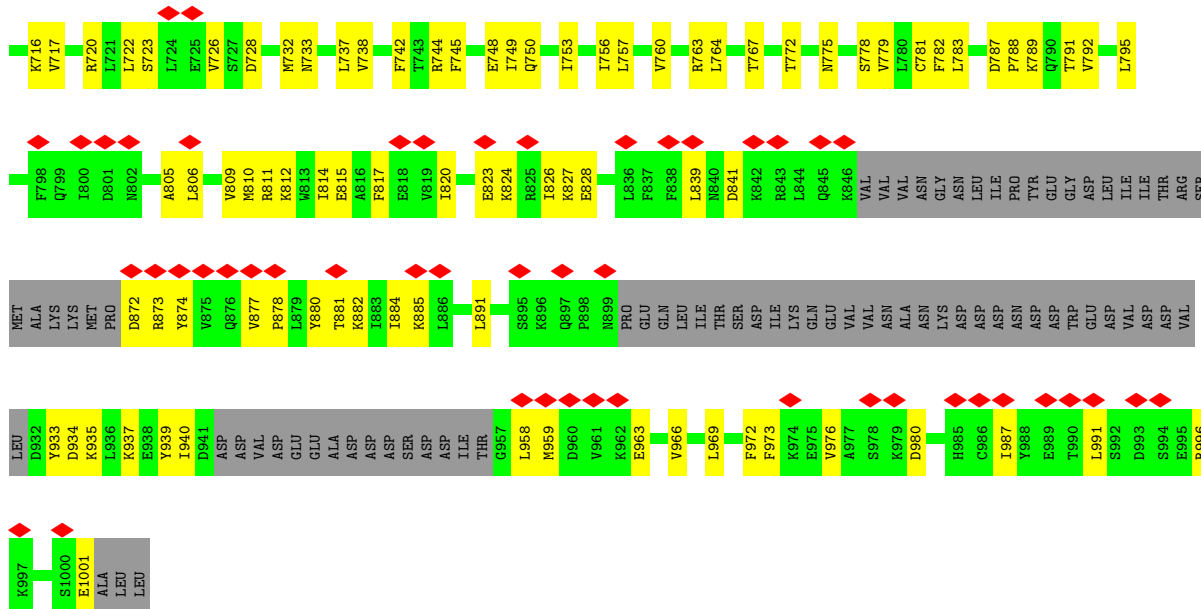 K716 V717 R720 L721 L722 S723 L724 E725 V726 S727 D728 M732 N733 L737 V738 F742 T743 R744 F745 E748 I749 Q750 I753 I756 L757 V760 R763 L764 T767 T772 N775 S778 V779 L780 C781 F782 L783 D787 P788 K789 Q790 T791 V792 L795
F798 Q799 I800 D801 N802 A805 L806 V809 M810 R811 K812 W813 I814 E815 A816 F817 E818 V819 I820 E823 K824 R825 I826 K827 E828 L836 F837 F838 L839 N840 D841 K842 R843 L844 Q845 K846 VAL VAL VAL ASN GLY ASN LEU ILE PRO TYR GLU GLY ASP LEU ILE ILE THR ARG SER
MET ALA LYS LYS MET PRO D872 R873 Y874 V875 Q876 V877 P878 L879 Y880 T881 K882 I883 I884 K885 L886 L891 S895 K896 Q897 P898 N899 PRO GLU GLN LEU ILE THR SER ASP ILE LYS GLN GLU VAL VAL ASN ALA ASN LYS ASP ASP ASP ASN ASP ASP TRP GLU ASP VAL ASP ASP VAL
LEU D932 Y933 D934 K935 L936 K937 E938 Y939 I940 D941 ASP ASP VAL ASP GLU GLU ALA ASP ASP ASP SER ASP ASP ILE THR G957 L958 M959 D960 V961 K962 E963 V966 L969 F972 F973 K974 E975 V976 A977 S978 K979 D980 H985 C986 I987 Y988 E989 T990 L991 S992 D993 S994 E995 R996
K997 S1000 E1001 ALA LEU LEU